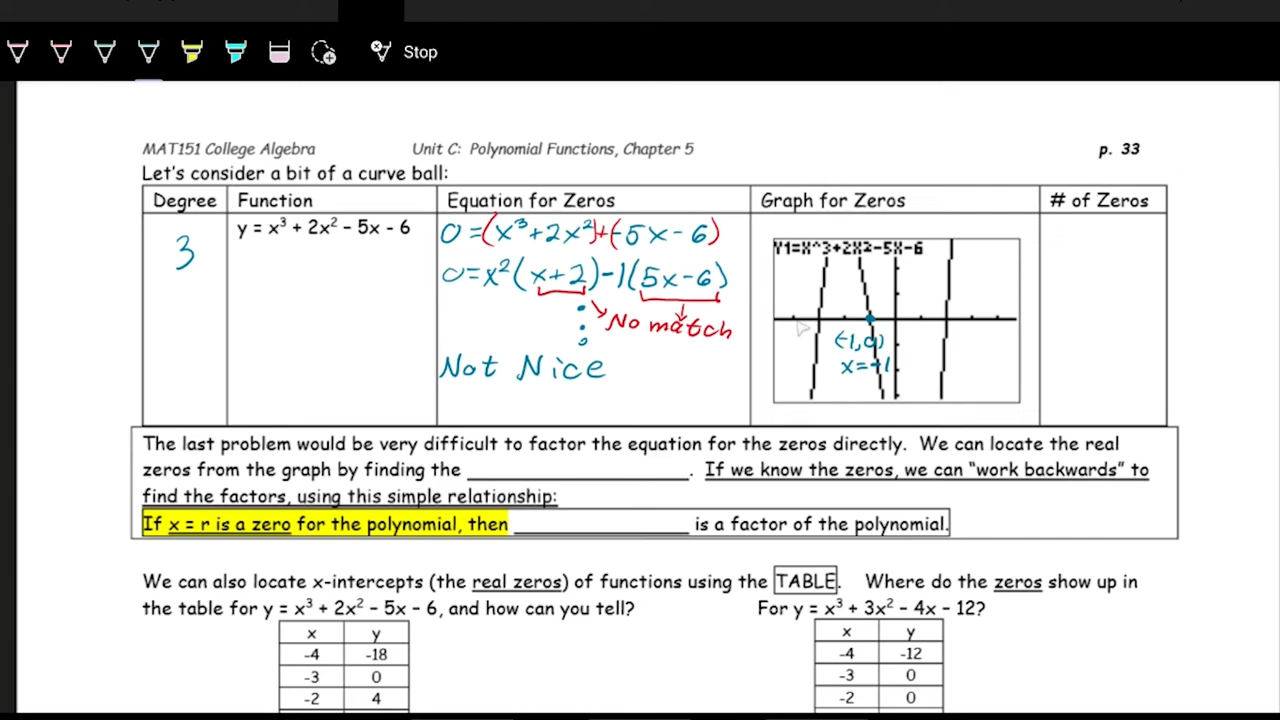 Stop
MAT151 College Algebra Unit C: Polynomial Functions, Chapter 5 p. 33
Let's consider a bit of a curve ball:
Degree Function Equation for Zeros Graph for Zeros # of Zeros
3 y = x³ + 2x² – 5x – 6 0 = (x³ + 2x²) + (-5x - 6) Y1=X^3+2X²-5X-6
0 = x²(x + 2) - 1(5x - 6)
No match (-1, 0)
Not Nice x = -1
The last problem would be very difficult to factor the equation for the zeros directly. We can locate the real
zeros from the graph by finding the ____________________. If we know the zeros, we can "work backwards" to
find the factors, using this simple relationship:
If x = r is a zero for the polynomial, then ________________ is a factor of the polynomial.
We can also locate x-intercepts (the real zeros) of functions using the TABLE. Where do the zeros show up in
the table for y = x³ + 2x² – 5x – 6, and how can you tell? For y = x³ + 3x² – 4x – 12?
x y x y
-4 -18 -4 -12
-3 0 -3 0
-2 4 -2 0